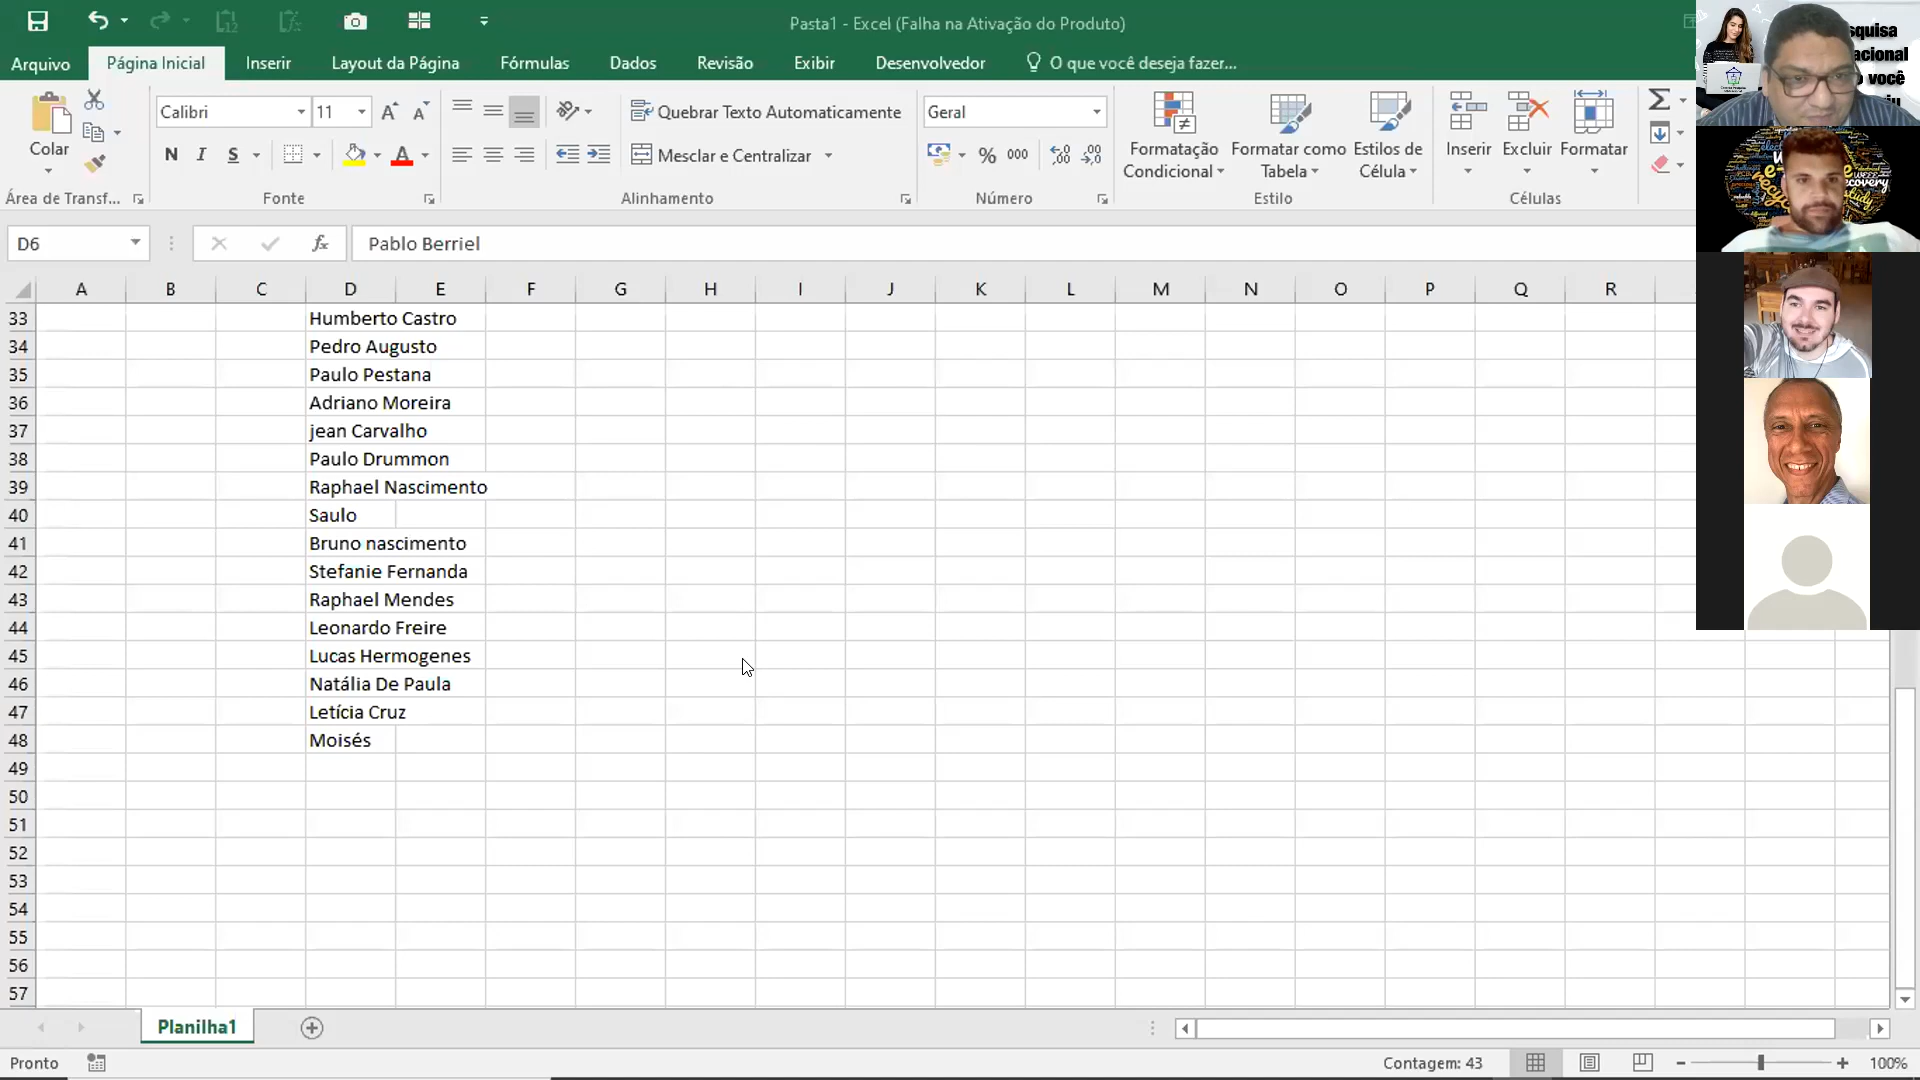 Pasta1 - Excel (Falha na Ativação do Produto)
Arquivo Página Inicial Inserir Layout da Página Fórmulas Dados Revisão Exibir Desenvolvedor O que você deseja fazer...
Calibri 11 Quebrar Texto Automaticamente Geral
Colar N I S A Mesclar e Centralizar % 000 Formatação Condicional Formatar como Tabela Estilos de Célula Inserir Excluir Formatar
Área de Transf... Fonte Alinhamento Número Estilo Células
squisa
acional
você
D6 fx Pablo Berriel
A B C D E F G H I J K L M N O P Q R
33 Humberto Castro
34 Pedro Augusto
35 Paulo Pestana
36 Adriano Moreira
37 jean Carvalho
38 Paulo Drummon
39 Raphael Nascimento
40 Saulo
41 Bruno nascimento
42 Stefanie Fernanda
43 Raphael Mendes
44 Leonardo Freire
45 Lucas Hermogenes
46 Natália De Paula
47 Letícia Cruz
48 Moisés
49
50
51
52
53
54
55
56
57
Planilha1
Pronto Contagem: 43 100%